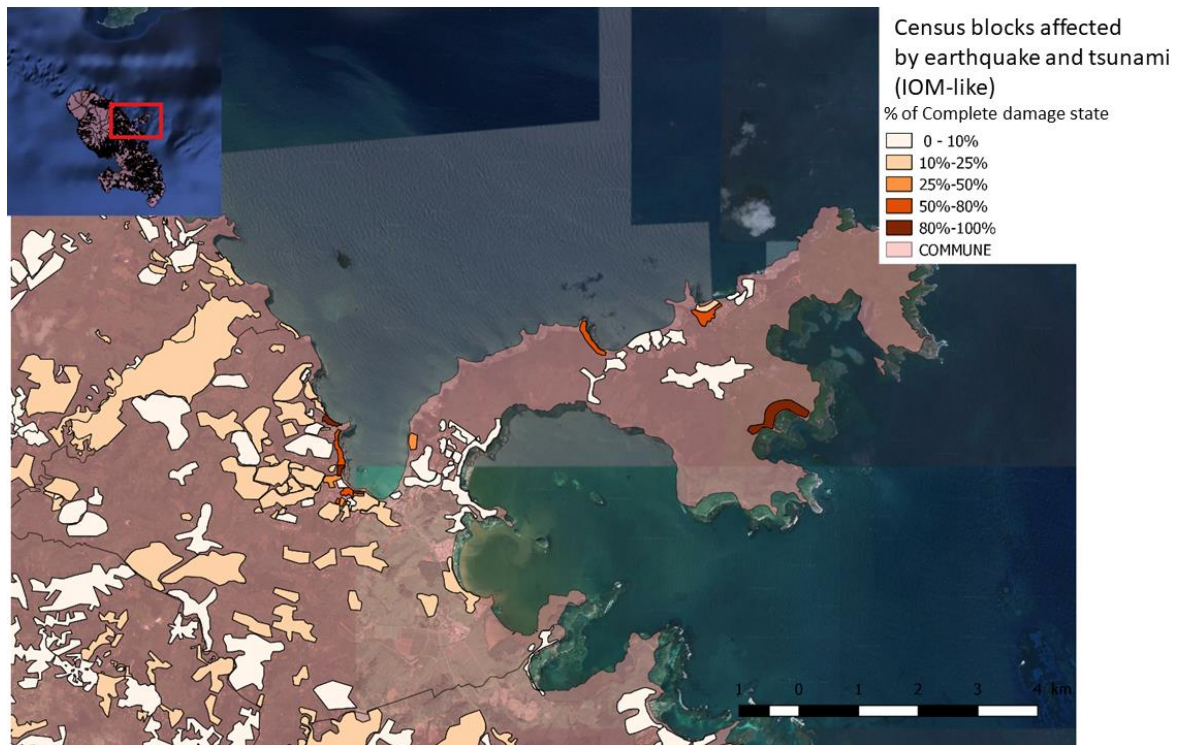 Census blocks affected
by earthquake and tsunami
(IOM-like)
% of Complete damage state
0 - 10%
10%-25%
25%-50%
50%-80%
80%-100%
COMMUNE
1 0 1 2 3 4 km